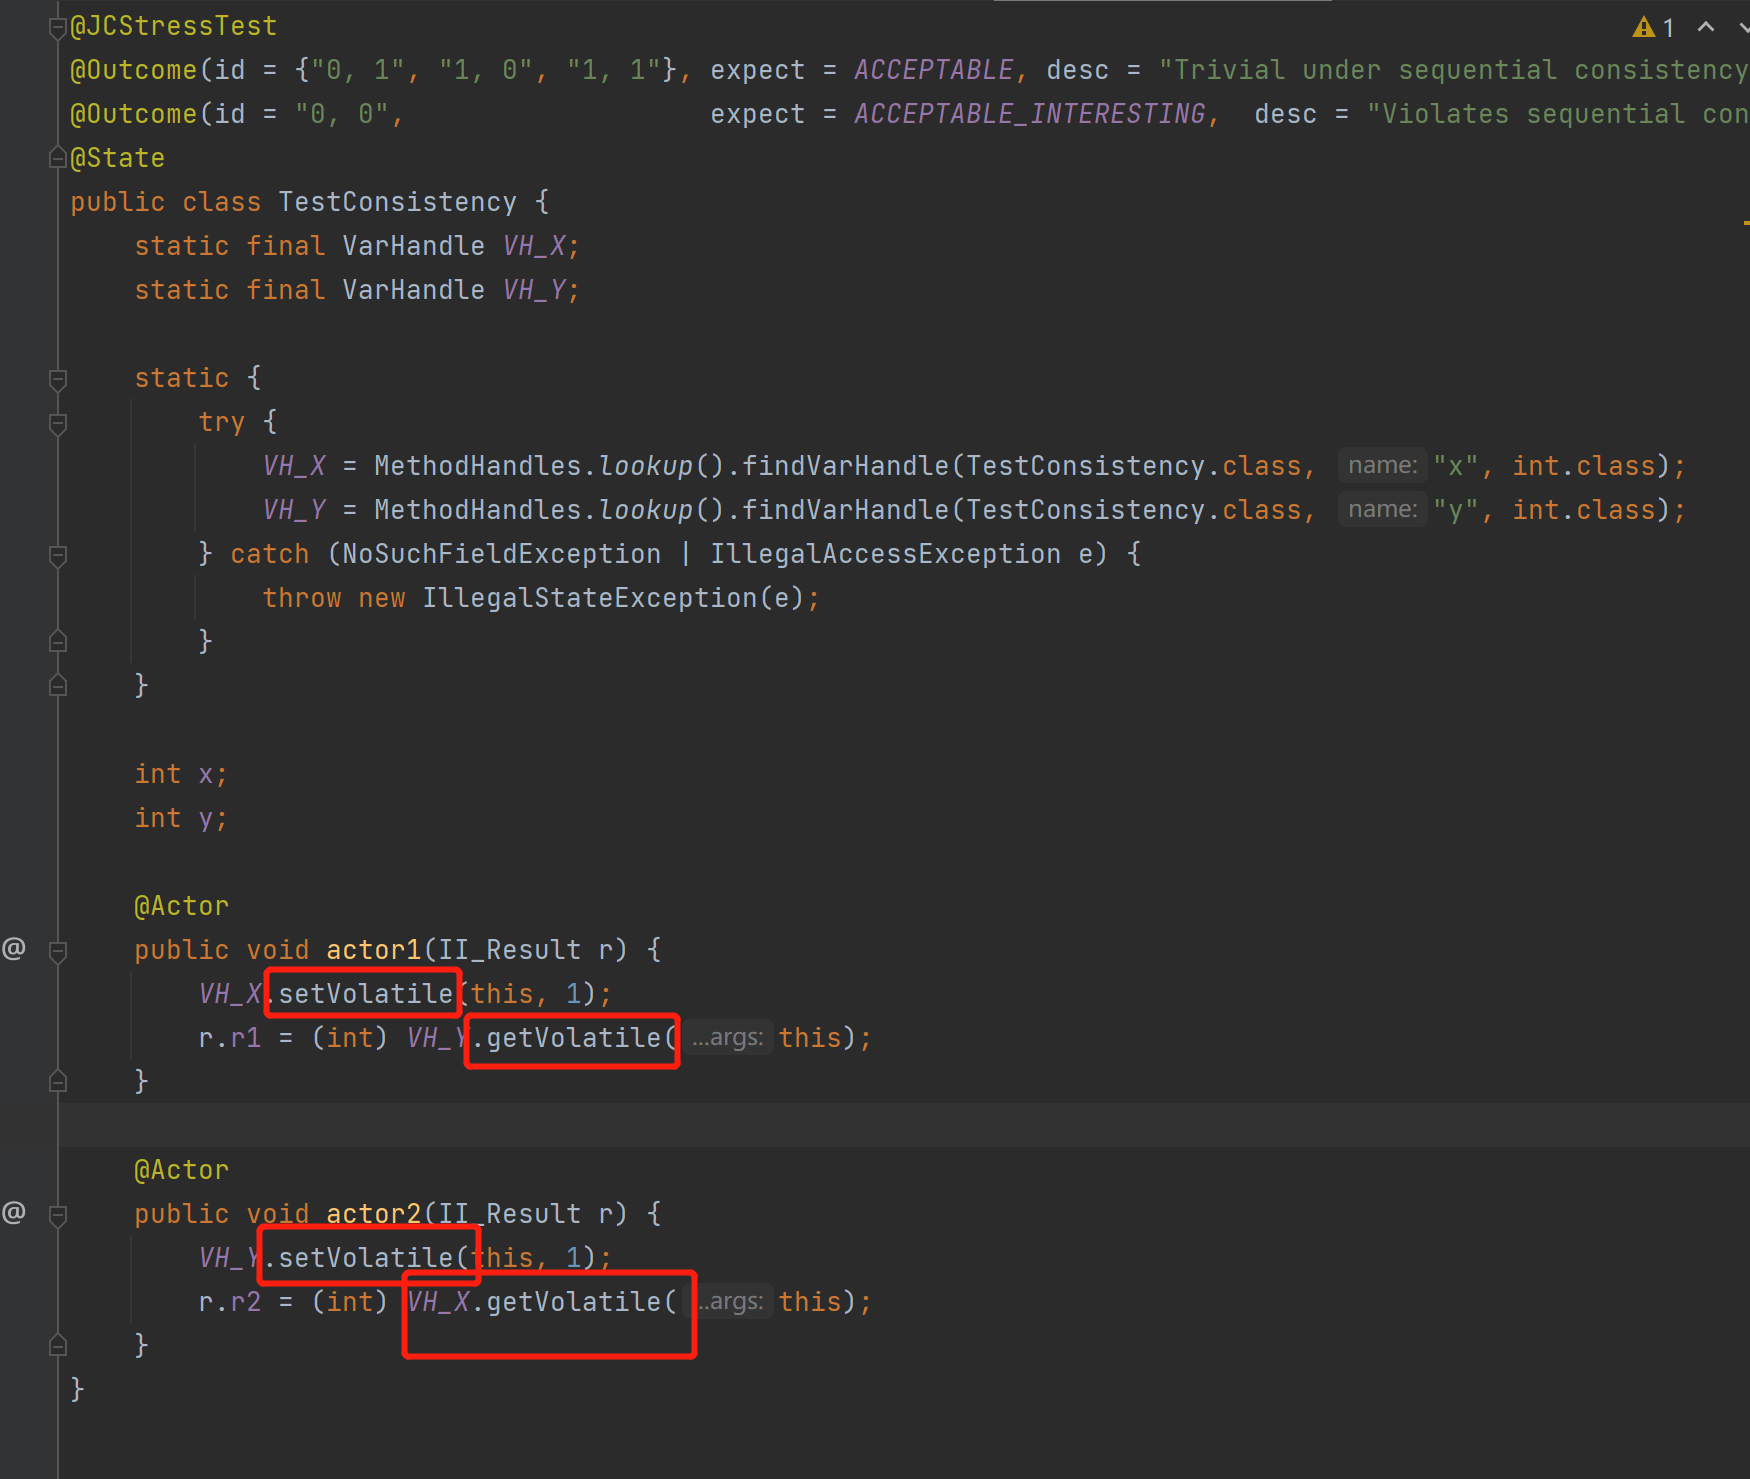 @JCStressTest
1
@Outcome(id = {"0, 1", "1, 0", "1, 1"}, expect = ACCEPTABLE, desc = "Trivial under sequential consistency
@Outcome(id = "0, 0", expect = ACCEPTABLE_INTERESTING, desc = "Violates sequential con
@State
public class TestConsistency {
static final VarHandle VH_X;
static final VarHandle VH_Y;
static {
try {
VH_X = MethodHandles.lookup().findVarHandle(TestConsistency.class, name: "x", int.class);
VH_Y = MethodHandles.lookup().findVarHandle(TestConsistency.class, name: "y", int.class);
} catch (NoSuchFieldException | IllegalAccessException e) {
throw new IllegalStateException(e);
}
}
int x;
int y;
@Actor
@ public void actor1(II_Result r) {
VH_X.setVolatile(this, 1);
r.r1 = (int) VH_Y.getVolatile( ...args: this);
}
@Actor
@ public void actor2(II_Result r) {
VH_Y.setVolatile(this, 1);
r.r2 = (int) VH_X.getVolatile( ...args: this);
}
}